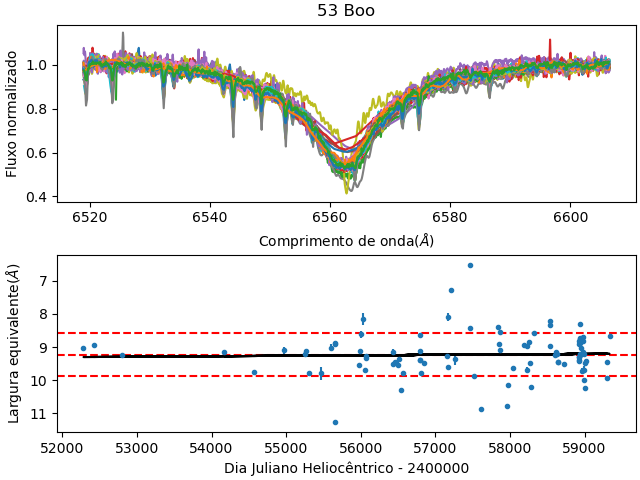 53 Boo
Fluxo normalizado
1.0
0.8
0.6
0.4
6520 6540 6560 6580 6600
Comprimento de onda(Å)
Largura equivalente(Å)
7
8
9
10
11
52000 53000 54000 55000 56000 57000 58000 59000
Dia Juliano Heliocêntrico - 2400000